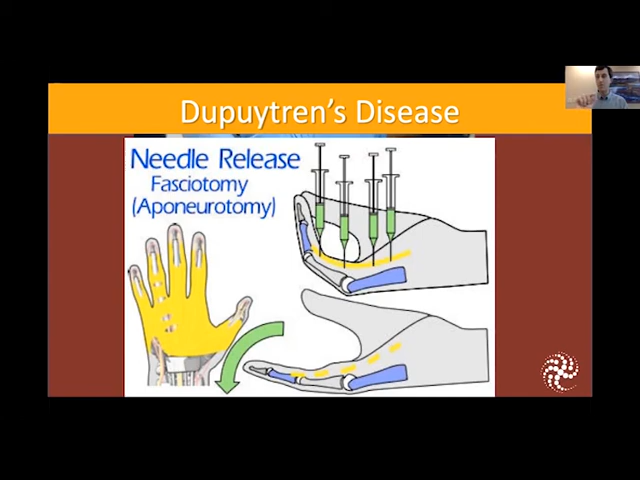 Dupuytren's Disease
Needle Release
Fasciotomy
(Aponeurotomy)